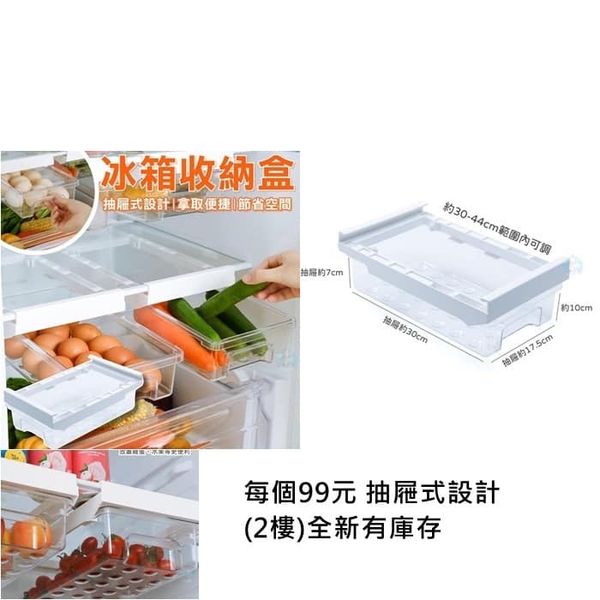 冰箱收納盒
抽屜式設計|拿取便捷|節省空間
約30-44cm範圍內可調
抽屜約7cm
約10cm
抽屜約30cm
抽屜約17.5cm
每個99元 抽屜式設計
(2樓)全新有庫存